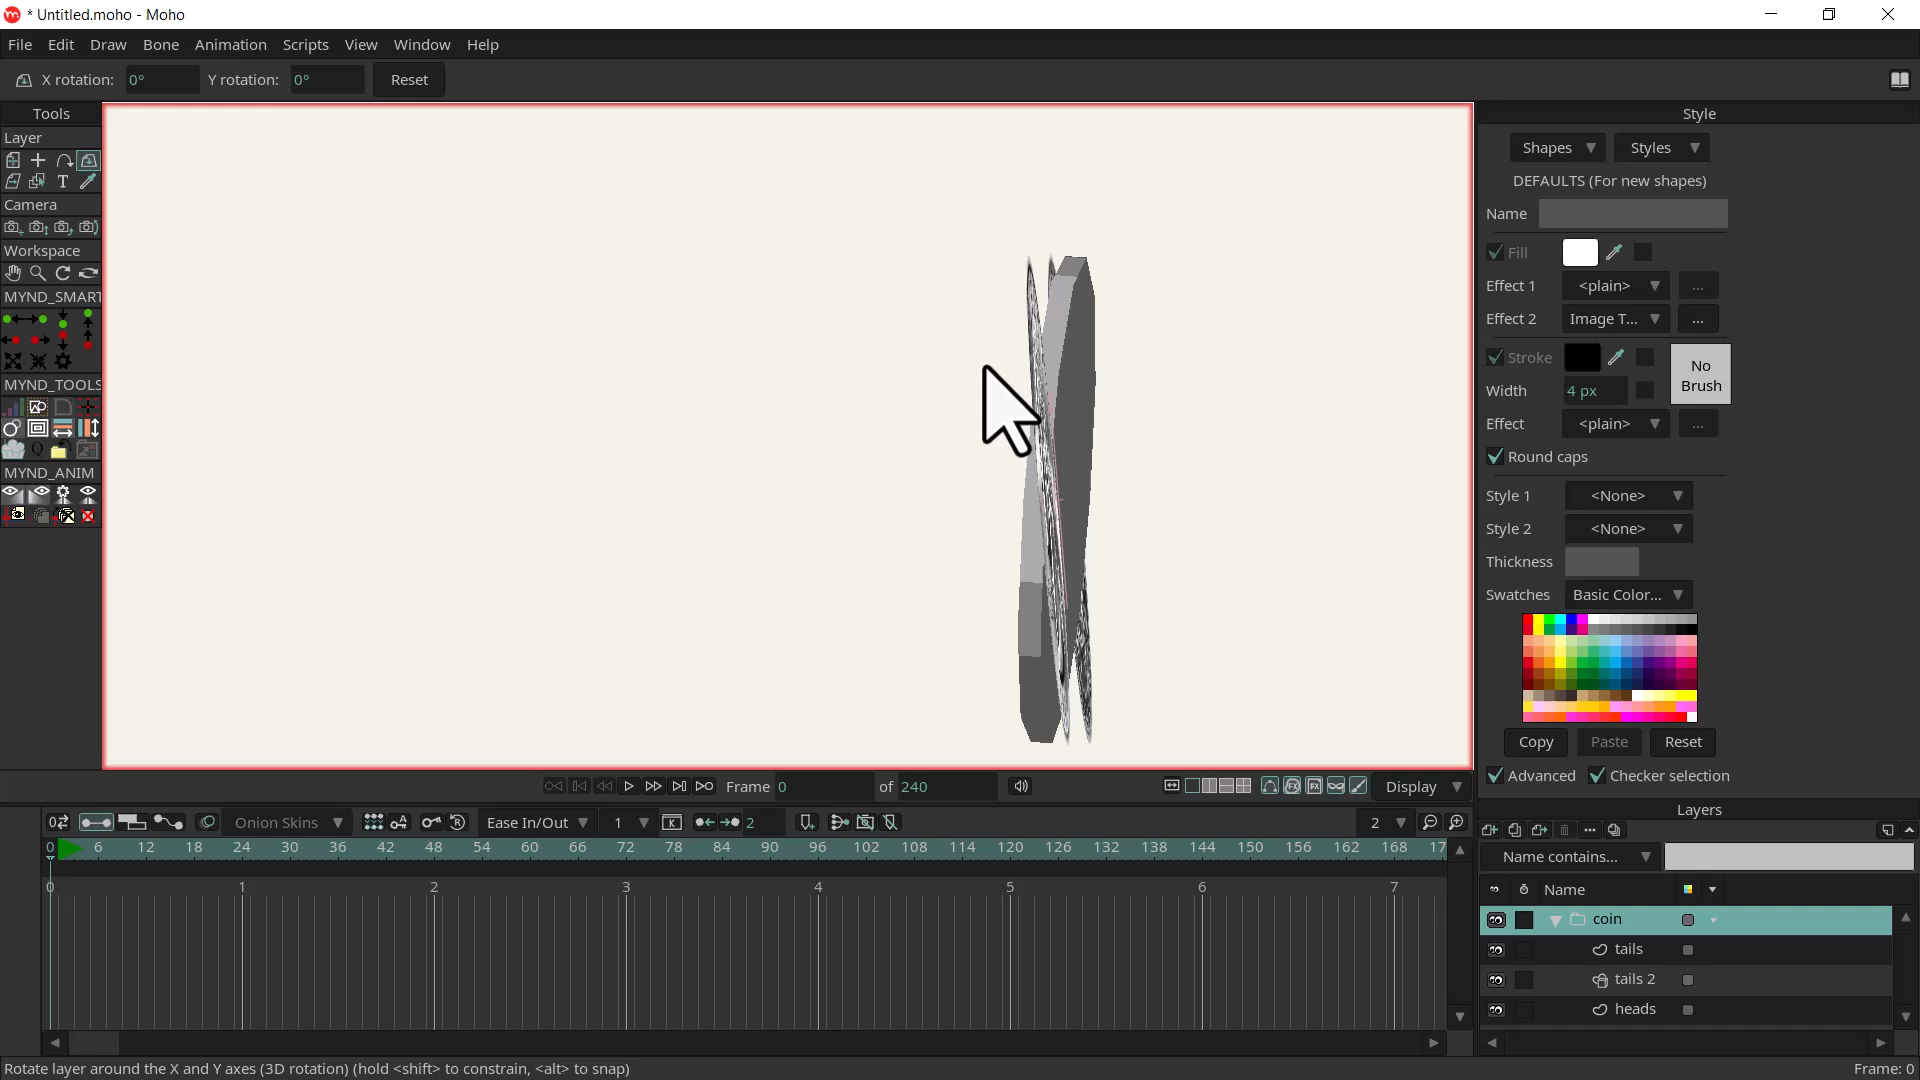 * Untitled.moho - Moho
File Edit Draw Bone Animation Scripts View Window Help
X rotation: 0° Y rotation: 0° Reset
Tools
Layer
Camera
Workspace
MYND_SMART
MYND_TOOLS
MYND_ANIM
Style
Shapes Styles
DEFAULTS (For new shapes)
Name
Fill
Effect 1 <plain> ...
Effect 2 Image T... ...
Stroke
No Brush
Width 4 px
Effect <plain> ...
Round caps
Style 1 <None>
Style 2 <None>
Thickness
Swatches Basic Color...
Copy Paste Reset
Advanced Checker selection
Frame 0 of 240 Display
Onion Skins Ease In/Out 1 2 2
0 6 12 18 24 30 36 42 48 54 60 66 72 78 84 90 96 102 108 114 120 126 132 138 144 150 156 162 168 17
0 1 2 3 4 5 6 7
Layers
Name contains...
Name
coin
tails
tails 2
heads
Rotate layer around the X and Y axes (3D rotation) (hold <shift> to constrain, <alt> to snap) Frame: 0